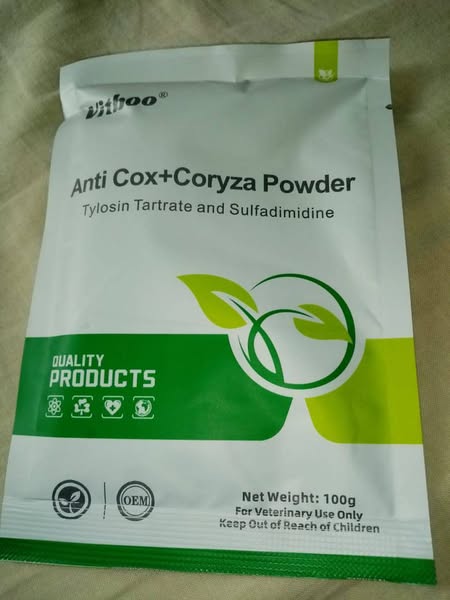 vitboo®
Anti Cox+Coryza Powder
Tylosin Tartrate and Sulfadimidine
QUALITY
PRODUCTS
OEM
Net Weight: 100g
For Veterinary Use Only
Keep Out of Reach of Children